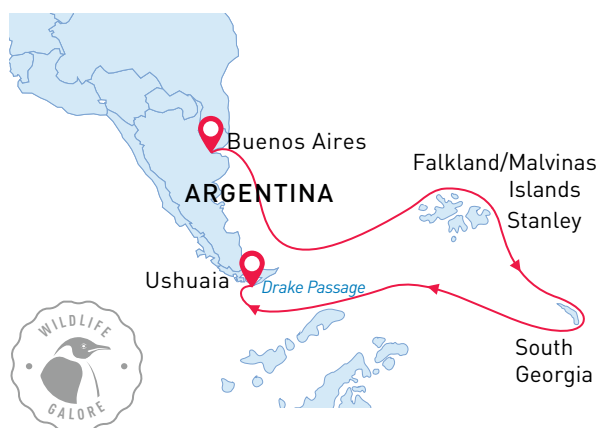 Buenos Aires
Falkland/Malvinas
Islands
ARGENTINA
Stanley
Ushuaia
Drake Passage
WILDLIFE
GALORE
South
Georgia